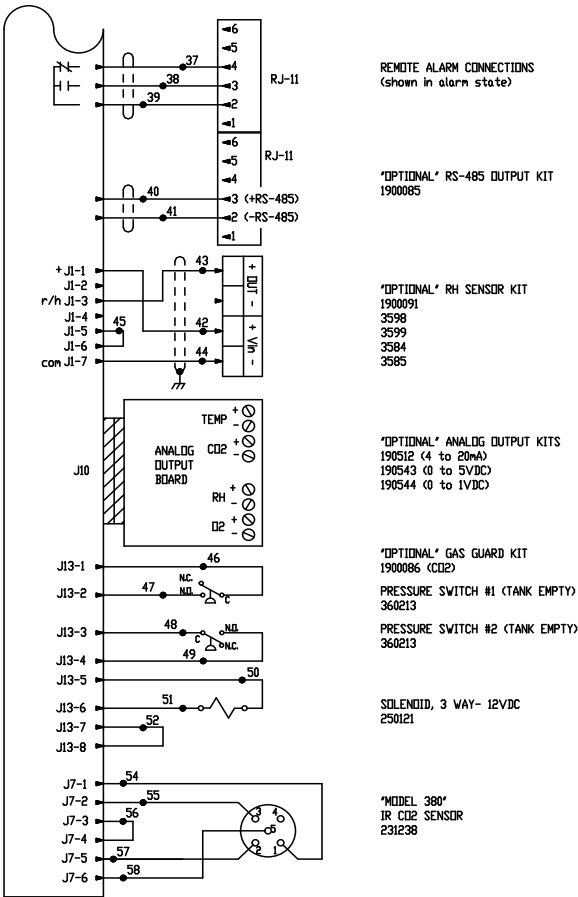 6
5
37
4
38
3
RJ-11
39
2
1
REMOTE ALARM CONNECTIONS
(shown in alarm state)
6
RJ-11
5
4
40
3 (+RS-485)
41
2 (-RS-485)
1
"OPTIONAL" RS-485 OUTPUT KIT
1900085
+ J1-1
J1-2
r/h J1-3
J1-4
J1-5
J1-6
com J1-7
45
43
42
44
+ OUT -
+ Vin -
"OPTIONAL" RH SENSOR KIT
1900091
3598
3599
3584
3585
J10
ANALOG
OUTPUT
BOARD
TEMP + -
CO2 + -
RH + -
O2 + -
"OPTIONAL" ANALOG OUTPUT KITS
190512 (4 to 20mA)
190543 (0 to 5VDC)
190544 (0 to 1VDC)
"OPTIONAL" GAS GUARD KIT
1900086 (CO2)
J13-1
46
N.C.
J13-2
47
N.O.
C
PRESSURE SWITCH #1 (TANK EMPTY)
360213
J13-3
48
C
N.O.
N.C.
J13-4
49
PRESSURE SWITCH #2 (TANK EMPTY)
360213
J13-5
50
J13-6
51
SOLENOID, 3 WAY- 12VDC
250121
J13-7
52
J13-8
J7-1
54
J7-2
55
J7-3
56
J7-4
J7-5
57
J7-6
58
3
4
5
2
1
"MODEL 380"
IR CO2 SENSOR
231238